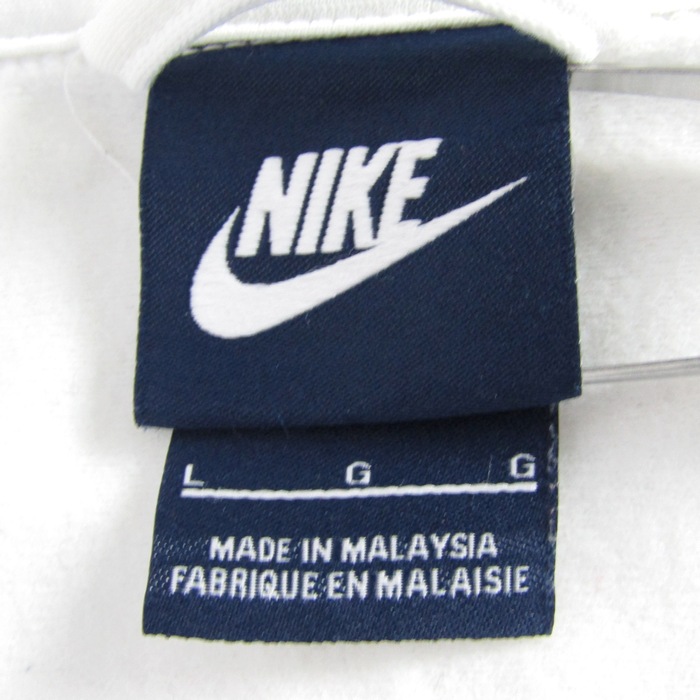 NIKE
L G G
MADE IN MALAYSIA
FABRIQUE EN MALAISIE